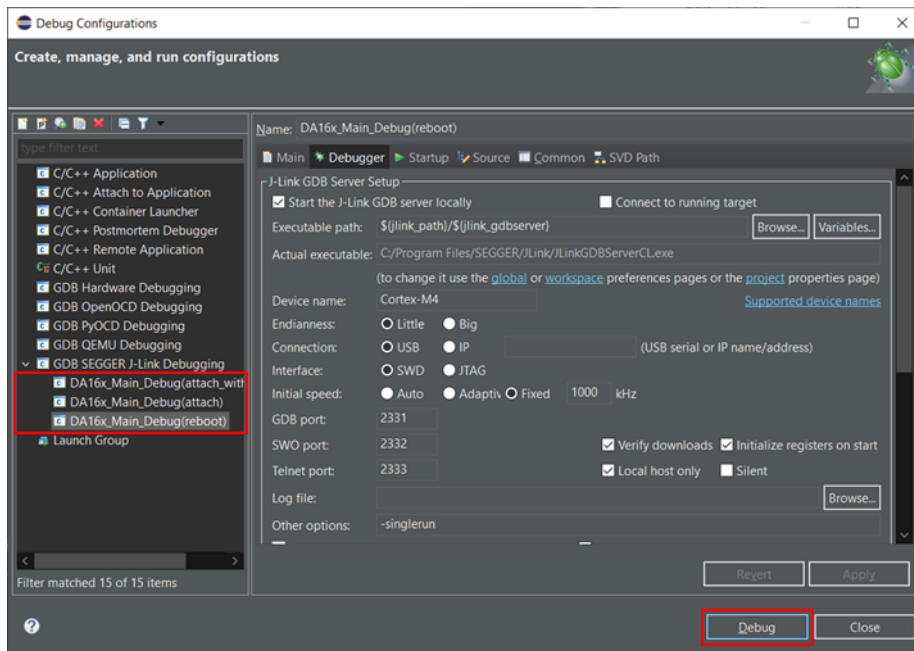 Debug Configurations
Create, manage, and run configurations
type filter text
C/C++ Application
C/C++ Attach to Application
C/C++ Container Launcher
C/C++ Postmortem Debugger
C/C++ Remote Application
C/C++ Unit
GDB Hardware Debugging
GDB OpenOCD Debugging
GDB PyOCD Debugging
GDB QEMU Debugging
GDB SEGGER J-Link Debugging
DA16x_Main_Debug(attach_with
DA16x_Main_Debug(attach)
DA16x_Main_Debug(reboot)
Launch Group
Filter matched 15 of 15 items
Name: DA16x_Main_Debug(reboot)
Main Debugger Startup Source Common SVD Path
J-Link GDB Server Setup
Start the J-Link GDB server locally Connect to running target
Executable path: ${jlink_path}/${jlink_gdbserver} Browse... Variables...
Actual executable: C:/Program Files/SEGGER/JLink/JLinkGDBServerCL.exe
(to change it use the global or workspace preferences pages or the project properties page)
Device name: Cortex-M4 Supported device names
Endianness: Little Big
Connection: USB IP (USB serial or IP name/address)
Interface: SWD JTAG
Initial speed: Auto Adaptiv Fixed 1000 kHz
GDB port: 2331
SWO port: 2332 Verify downloads Initialize registers on start
Telnet port: 2333 Local host only Silent
Log file: Browse...
Other options: -singlerun
Revert Apply
Debug Close